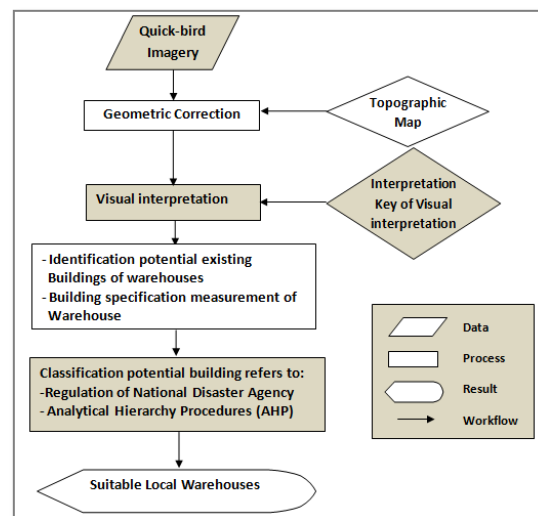 Quick-bird
Imagery
Geometric Correction
Topographic
Map
Visual interpretation
Interpretation
Key of Visual
interpretation
- Identification potential existing
Buildings of warehouses
- Building specification measurement of
Warehouse
Classification potential building refers to:
-Regulation of National Disaster Agency
-Analytical Hierarchy Procedures (AHP)
Suitable Local Warehouses
Data
Process
Result
Workflow